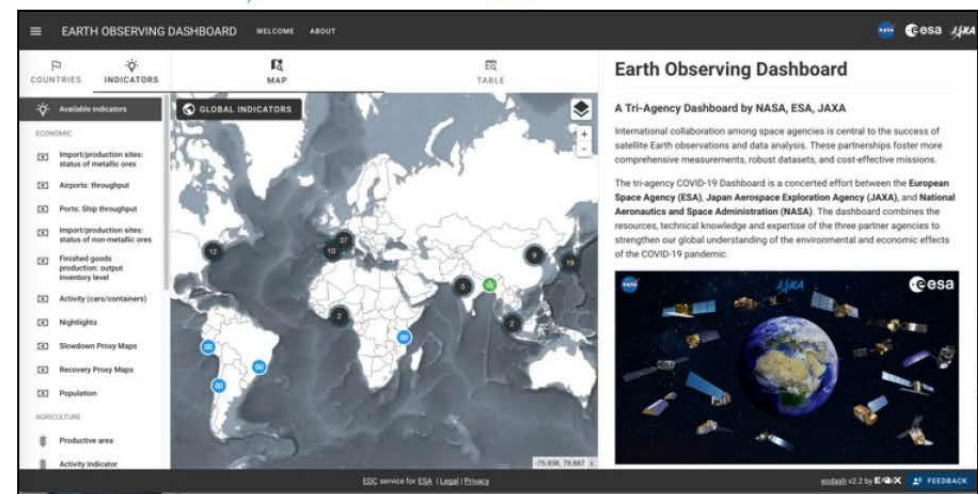 EARTH OBSERVING DASHBOARD WELCOME ABOUT
esa
COUNTRIES INDICATORS MAP TABLE
Available indicators
ECONOMIC
Import/production sites:
status of metallic ores
Airports: throughput
Ports: Ship throughput
Import/production sites:
status of non-metallic ores
Finished goods
production: output
inventory level
Activity (cars/containers)
Nightlights
Slowdown Proxy Maps
Recovery Proxy Maps
Population
AGRICULTURE
Productive area
Activity Indicator
GLOBAL INDICATORS
+
-
12
37
10
9
19
5
2
2
Earth Observing Dashboard
A Tri-Agency Dashboard by NASA, ESA, JAXA
International collaboration among space agencies is central to the success of
satellite Earth observations and data analysis. These partnerships foster more
comprehensive measurements, robust datasets, and cost-effective missions.
The tri-agency COVID-19 Dashboard is a concerted effort between the European
Space Agency (ESA), Japan Aerospace Exploration Agency (JAXA), and National
Aeronautics and Space Administration (NASA). The dashboard combines the
resources, technical knowledge and expertise of the three partner agencies to
strengthen our global understanding of the environmental and economic effects
of the COVID-19 pandemic.
esa
EDC service for ESA | Legal | Privacy
eodash v2.2 by EOX FEEDBACK